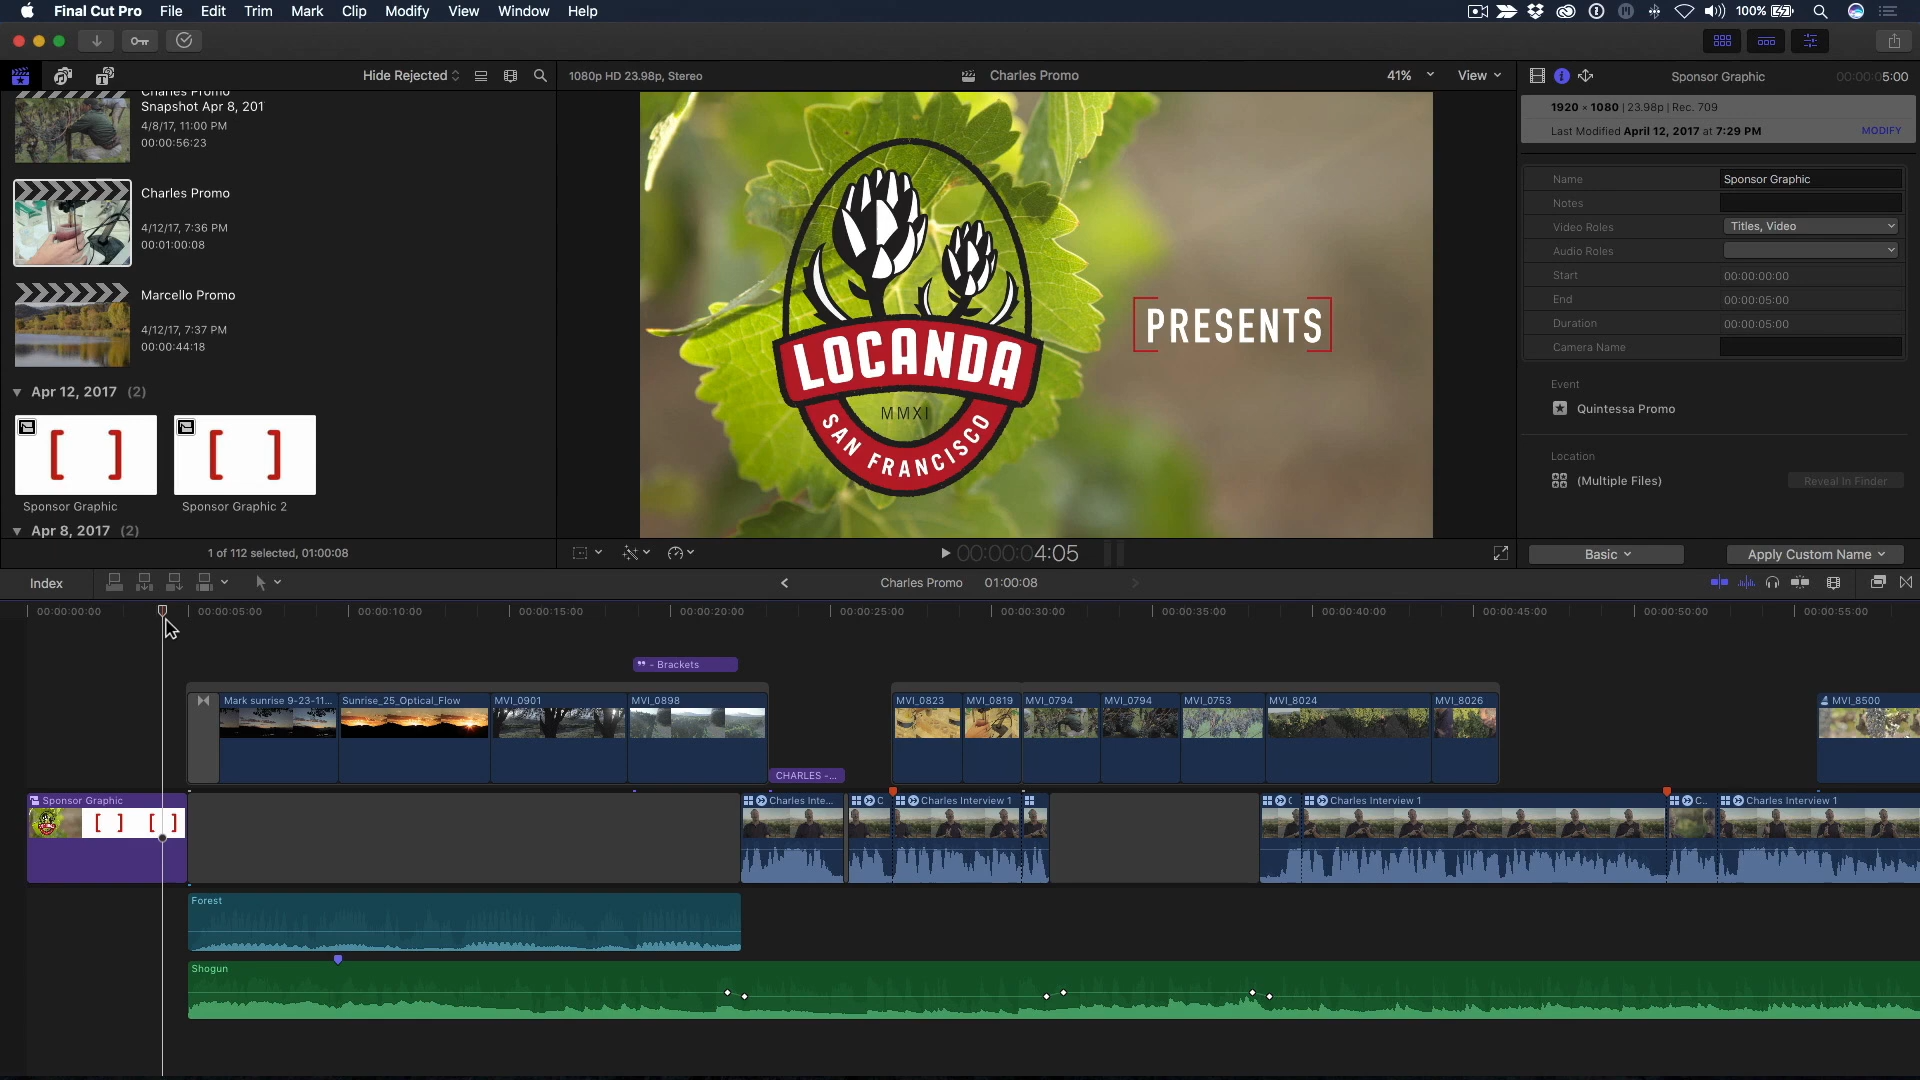 Final Cut Pro File Edit Trim Mark Clip Modify View Window Help
100%
Hide Rejected
1080p HD 23.98p, Stereo
Charles Promo
41%
View
Sponsor Graphic
00:00:05:00
Charles Promo
Snapshot Apr 8, 201
4/8/17, 11:00 PM
00:00:56:23
Charles Promo
4/12/17, 7:36 PM
00:01:00:08
Marcello Promo
4/12/17, 7:37 PM
00:00:44:18
Apr 12, 2017 (2)
Sponsor Graphic
Sponsor Graphic 2
Apr 8, 2017 (2)
1 of 112 selected, 01:00:08
LOCANDA
MMXI
SAN FRANCISCO
[PRESENTS]
00:00:04:05
1920 × 1080 | 23.98p | Rec. 709
Last Modified April 12, 2017 at 7:29 PM
MODIFY
Name Sponsor Graphic
Notes
Video Roles Titles, Video
Audio Roles
Start 00:00:00:00
End 00:00:05:00
Duration 00:00:05:00
Camera Name
Event
Quintessa Promo
Location
(Multiple Files)
Reveal In Finder
Basic
Apply Custom Name
Index
Charles Promo 01:00:08
00:00:00:00 00:00:05:00 00:00:10:00 00:00:15:00 00:00:20:00 00:00:25:00 00:00:30:00 00:00:35:00 00:00:40:00 00:00:45:00 00:00:50:00 00:00:55:00
- Brackets
Mark sunrise 9-23-11... Sunrise_25_Optical_Flow MVI_0901 MVI_0898 MVI_0823 MVI_0819 MVI_0794 MVI_0794 MVI_0753 MVI_8024 MVI_8026 MVI_8500
CHARLES -...
Sponsor Graphic Charles Inte... C Charles Interview 1 C Charles Interview 1 C... Charles Interview 1
Forest
Shogun